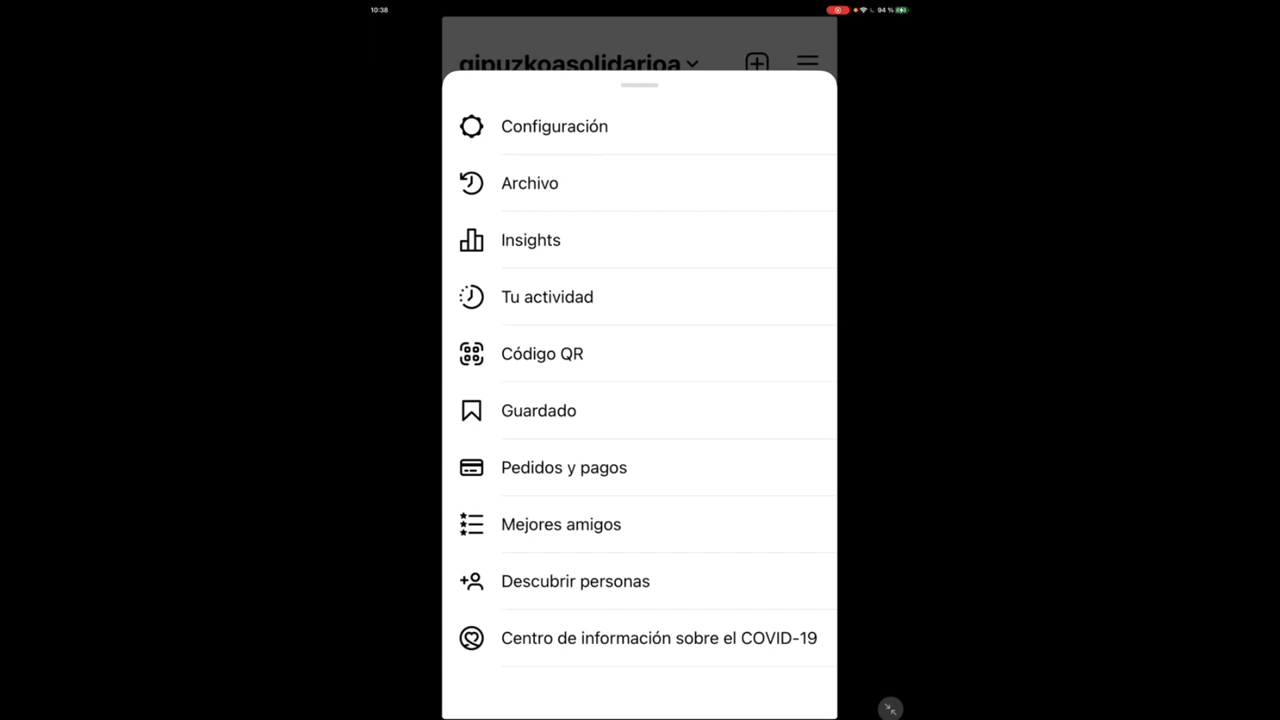 10:38
94 %
gipuzkoasolidarioa
Configuración
Archivo
Insights
Tu actividad
Código QR
Guardado
Pedidos y pagos
Mejores amigos
Descubrir personas
Centro de información sobre el COVID-19